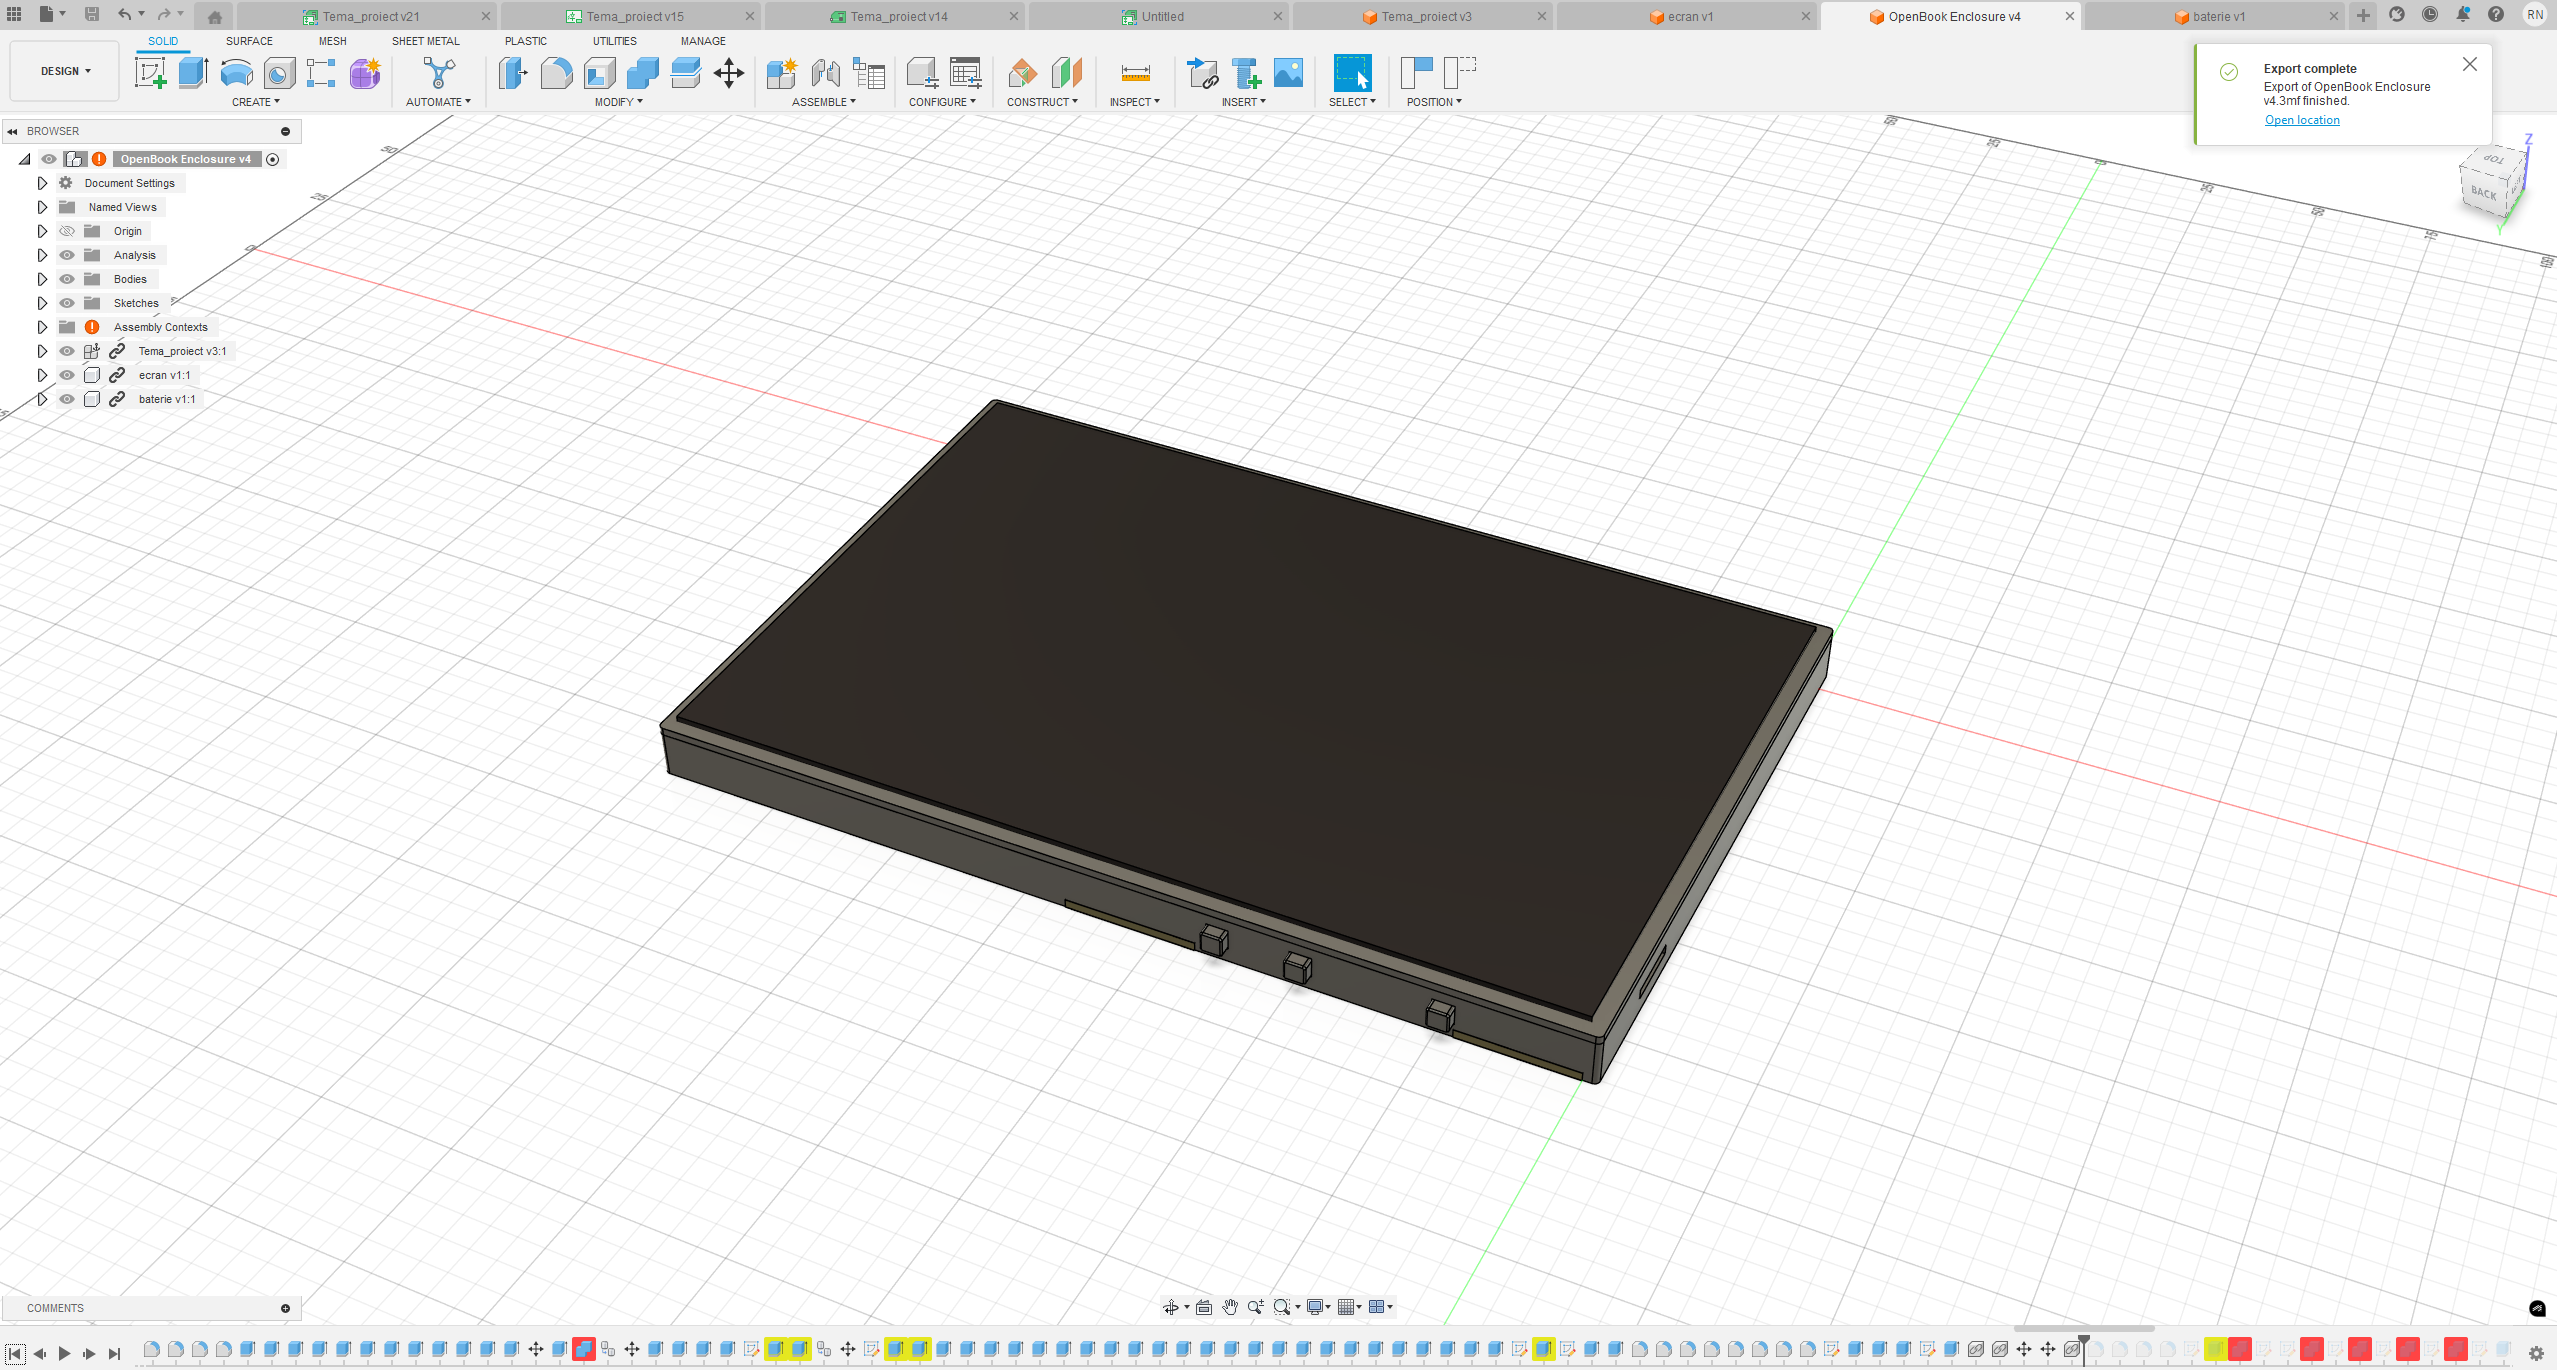 Tema_proiect v21
Tema_proiect v15
Tema_proiect v14
Untitled
Tema_proiect v3
ecran v1
OpenBook Enclosure v4
baterie v1
RN
SOLID
SURFACE
MESH
SHEET METAL
PLASTIC
UTILITIES
MANAGE
DESIGN
CREATE
AUTOMATE
MODIFY
ASSEMBLE
CONFIGURE
CONSTRUCT
INSPECT
INSERT
SELECT
POSITION
Export complete
Export of OpenBook Enclosure
v4.3mf finished.
Open location
BROWSER
OpenBook Enclosure v4
Document Settings
Named Views
Origin
Analysis
Bodies
Sketches
Assembly Contexts
Tema_proiect v3:1
ecran v1:1
baterie v1:1
50
25
0
Z
TOP
BACK
Y
COMMENTS